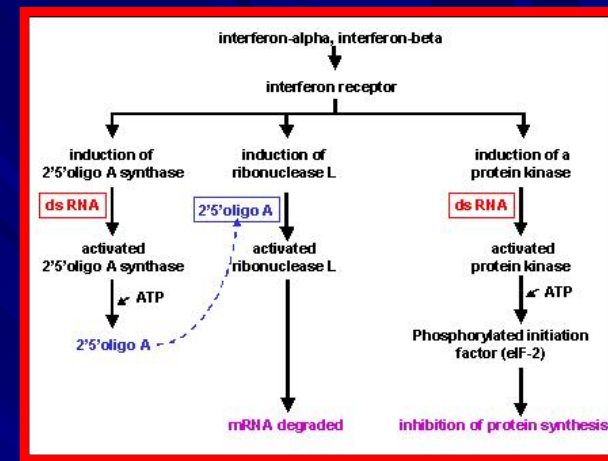 interferon-alpha, interferon-beta
interferon receptor
induction of
2'5'oligo A synthase
ds RNA
activated
2'5'oligo A synthase
ATP
2'5'oligo A
induction of
ribonuclease L
2'5'oligo A
activated
ribonuclease L
mRNA degraded
induction of a
protein kinase
ds RNA
activated
protein kinase
ATP
Phosphorylated initiation
factor (eIF-2)
inhibition of protein synthesis